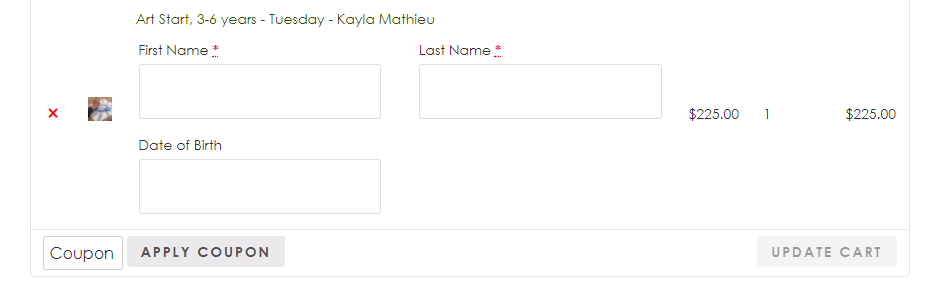 Art Start, 3-6 years - Tuesday - Kayla Mathieu
First Name * Last Name *
× $225.00 1 $225.00
Date of Birth
Coupon APPLY COUPON UPDATE CART